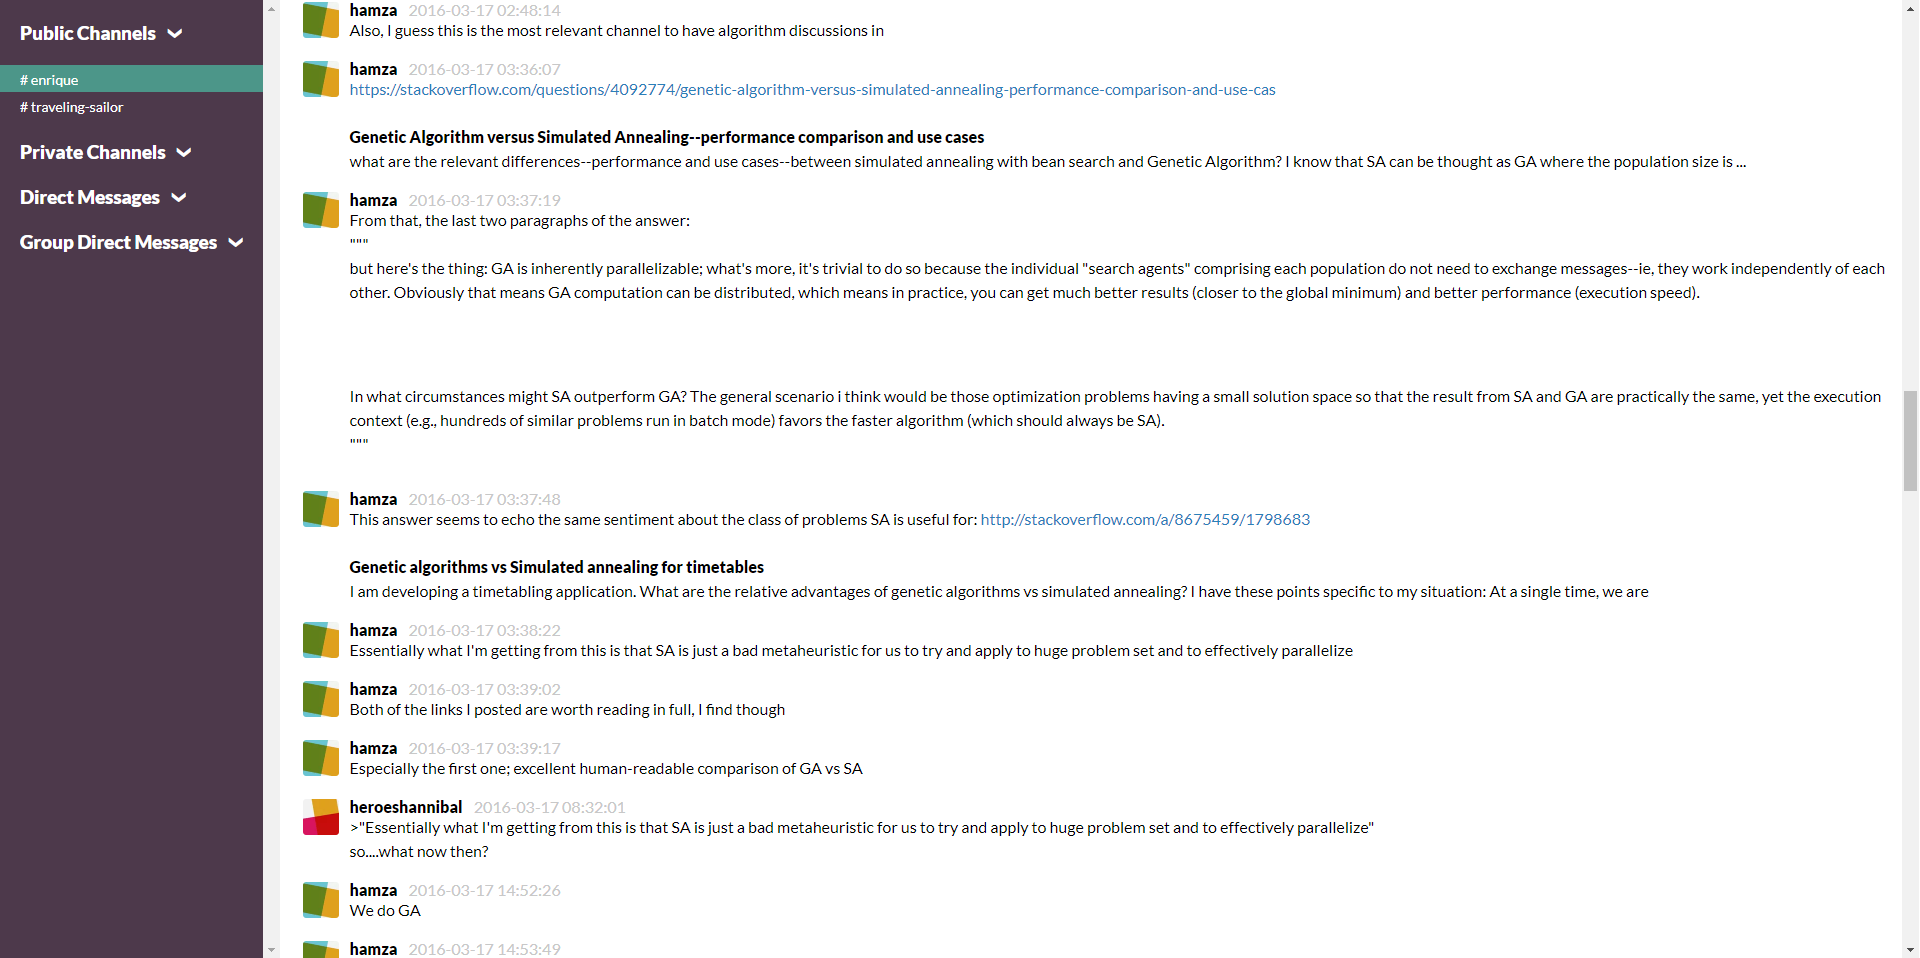 Public Channels
# enrique
# traveling-sailor
Private Channels
Direct Messages
Group Direct Messages
hamza 2016-03-17 02:48:14
Also, I guess this is the most relevant channel to have algorithm discussions in
hamza 2016-03-17 03:36:07
https://stackoverflow.com/questions/4092774/genetic-algorithm-versus-simulated-annealing-performance-comparison-and-use-cas
Genetic Algorithm versus Simulated Annealing--performance comparison and use cases
what are the relevant differences--performance and use cases--between simulated annealing with bean search and Genetic Algorithm? I know that SA can be thought as GA where the population size is ...
hamza 2016-03-17 03:37:19
From that, the last two paragraphs of the answer:
"""
but here's the thing: GA is inherently parallelizable; what's more, it's trivial to do so because the individual "search agents" comprising each population do not need to exchange messages--ie, they work independently of each
other. Obviously that means GA computation can be distributed, which means in practice, you can get much better results (closer to the global minimum) and better performance (execution speed).
In what circumstances might SA outperform GA? The general scenario i think would be those optimization problems having a small solution space so that the result from SA and GA are practically the same, yet the execution
context (e.g., hundreds of similar problems run in batch mode) favors the faster algorithm (which should always be SA).
"""
hamza 2016-03-17 03:37:48
This answer seems to echo the same sentiment about the class of problems SA is useful for: http://stackoverflow.com/a/8675459/1798683
Genetic algorithms vs Simulated annealing for timetables
I am developing a timetabling application. What are the relative advantages of genetic algorithms vs simulated annealing? I have these points specific to my situation: At a single time, we are
hamza 2016-03-17 03:38:22
Essentially what I'm getting from this is that SA is just a bad metaheuristic for us to try and apply to huge problem set and to effectively parallelize
hamza 2016-03-17 03:39:02
Both of the links I posted are worth reading in full, I find though
hamza 2016-03-17 03:39:17
Especially the first one; excellent human-readable comparison of GA vs SA
heroeshannibal 2016-03-17 08:32:01
>"Essentially what I'm getting from this is that SA is just a bad metaheuristic for us to try and apply to huge problem set and to effectively parallelize"
so....what now then?
hamza 2016-03-17 14:52:26
We do GA
hamza 2016-03-17 14:53:49